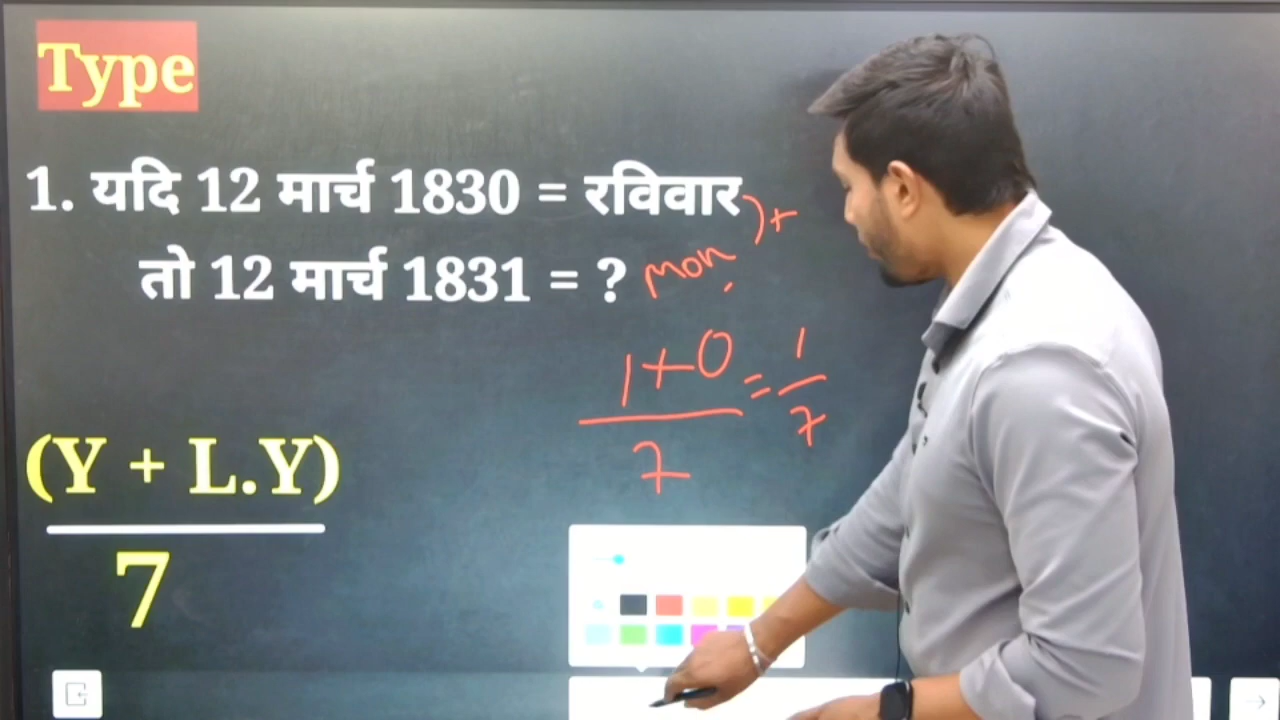 Type
1. यदि 12 मार्च 1830 = रविवार
)+
तो 12 मार्च 1831 = ? mon
1+0 = 1
7 7
(Y + L.Y)
7